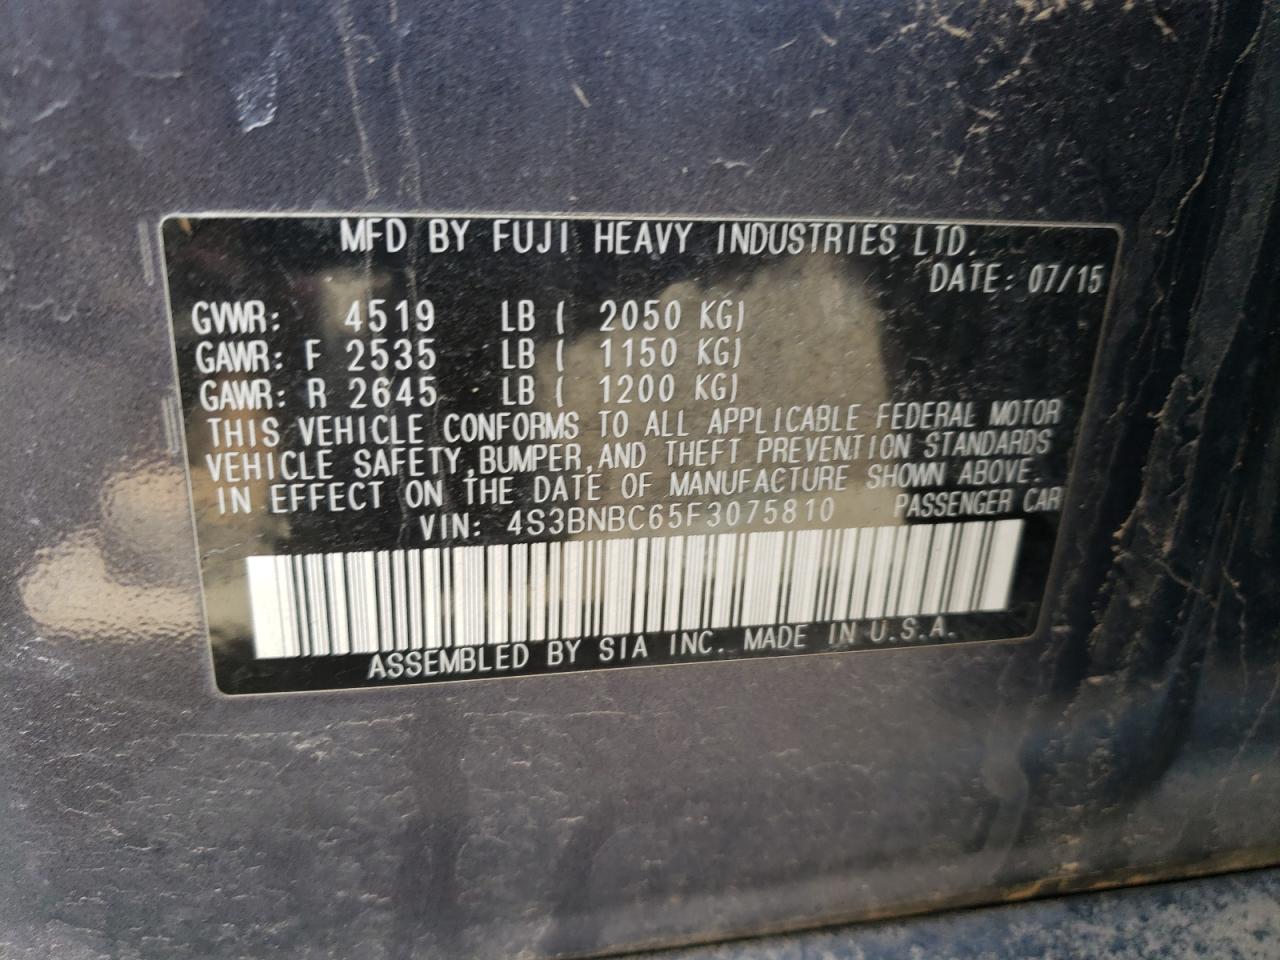 MFD BY FUJI HEAVY INDUSTRIES LTD.
DATE: 07/15
GVWR: 4519 LB ( 2050 KG)
GAWR: F 2535 LB ( 1150 KG)
GAWR: R 2645 LB ( 1200 KG)
THIS VEHICLE CONFORMS TO ALL APPLICABLE FEDERAL MOTOR
VEHICLE SAFETY,BUMPER,AND THEFT PREVENTION STANDARDS
IN EFFECT ON THE DATE OF MANUFACTURE SHOWN ABOVE.
VIN: 4S3BNBC65F3075810 PASSENGER CAR
ASSEMBLED BY SIA INC. MADE IN U.S.A.